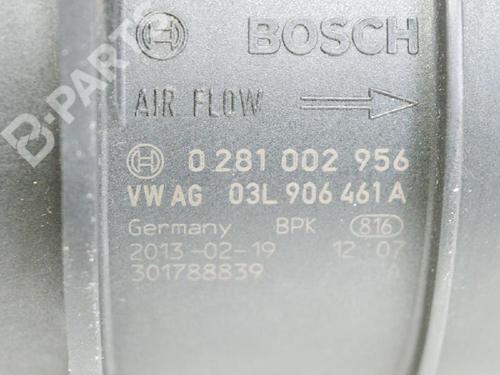 B-PARTS
BOSCH
AIR FLOW
0 281 002 956
VW AG 03L 906 461 A
Germany BPK 816
2013-02-19 12 07
301788839 A